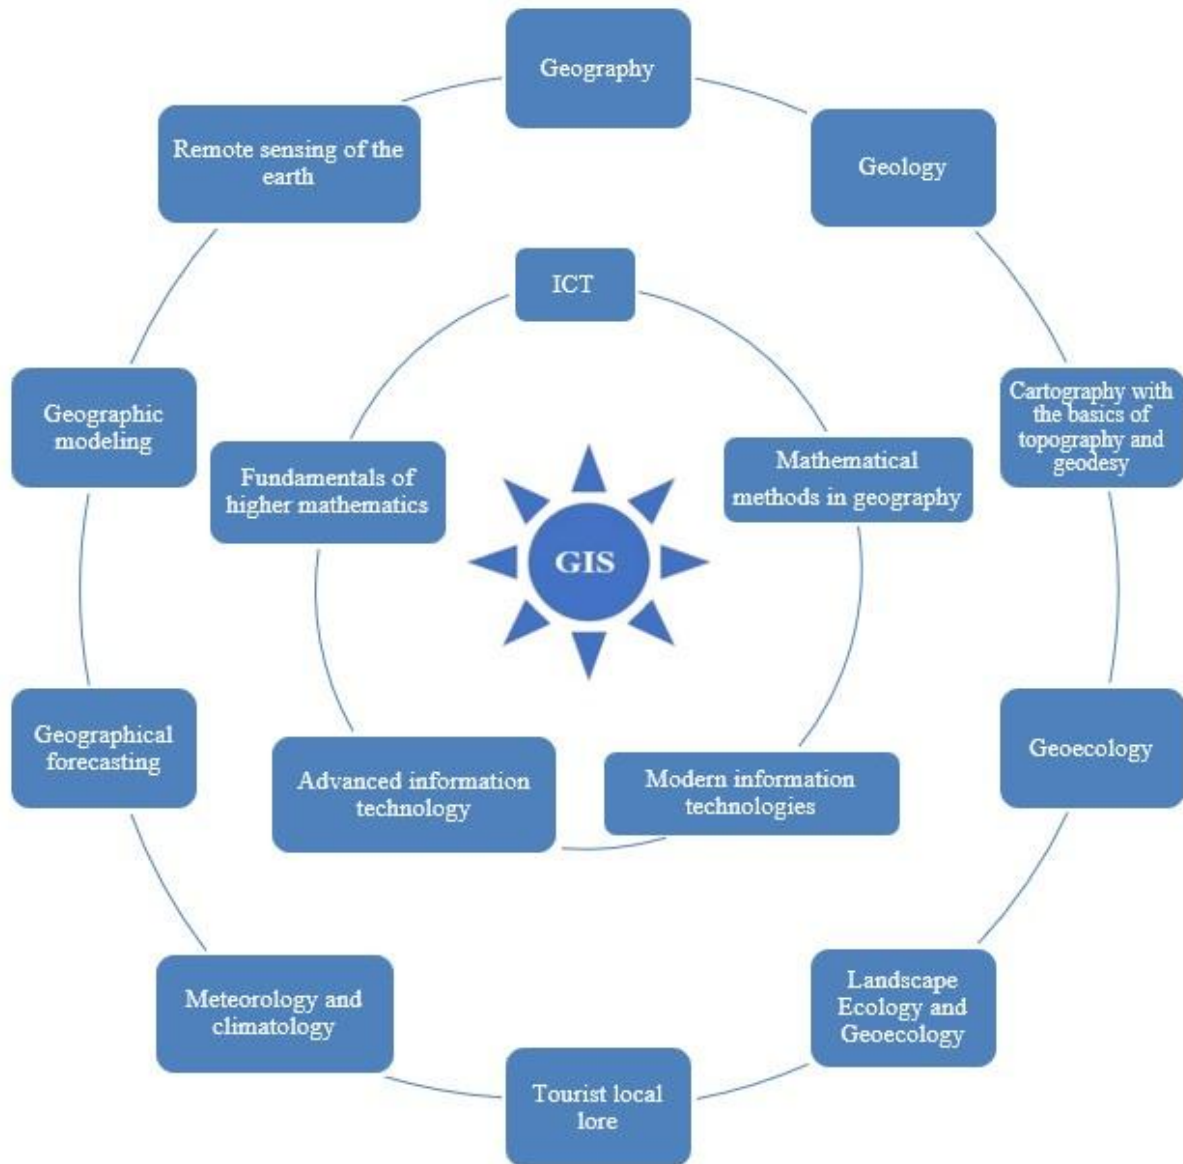 Geography
Remote sensing of the
earth
Geology
ICT
Geographic
modeling
Cartography with
the basics of
topography and
geodesy
Fundamentals of
higher mathematics
Mathematical
methods in geography
GIS
Geographical
forecasting
Geoecology
Advanced information
technology
Modern information
technologies
Meteorology and
climatology
Landscape
Ecology and
Geoecology
Tourist local
lore